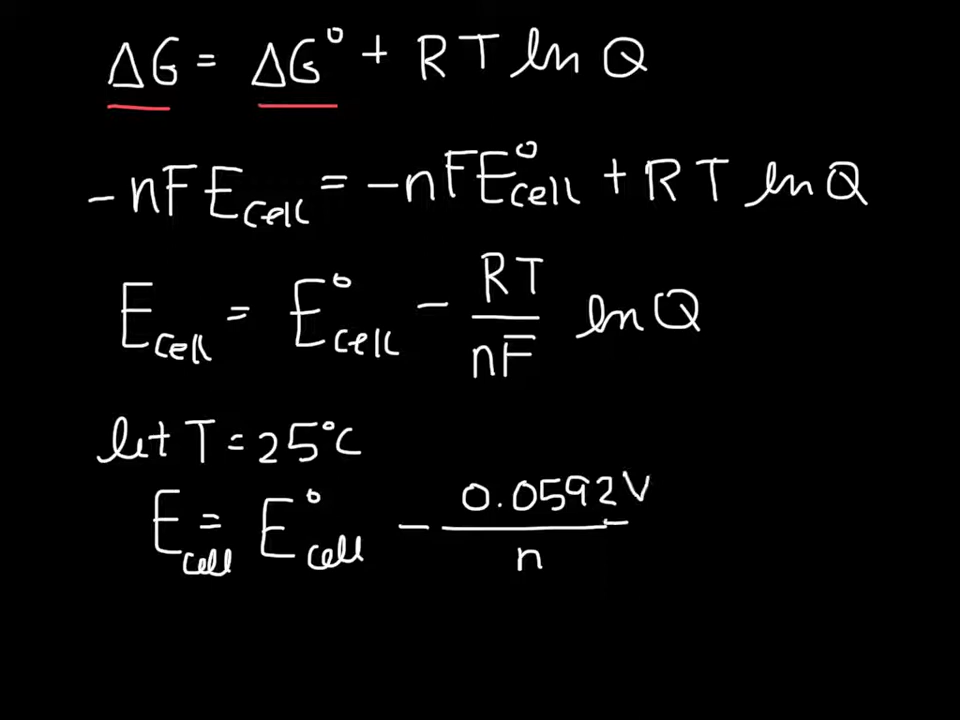 ΔG = ΔG° + RT ln Q
-nFEcell = -nFE°cell + RT ln Q
Ecell = E°cell - RT/nF ln Q
let T = 25°C
Ecell = E°cell - 0.0592V/n